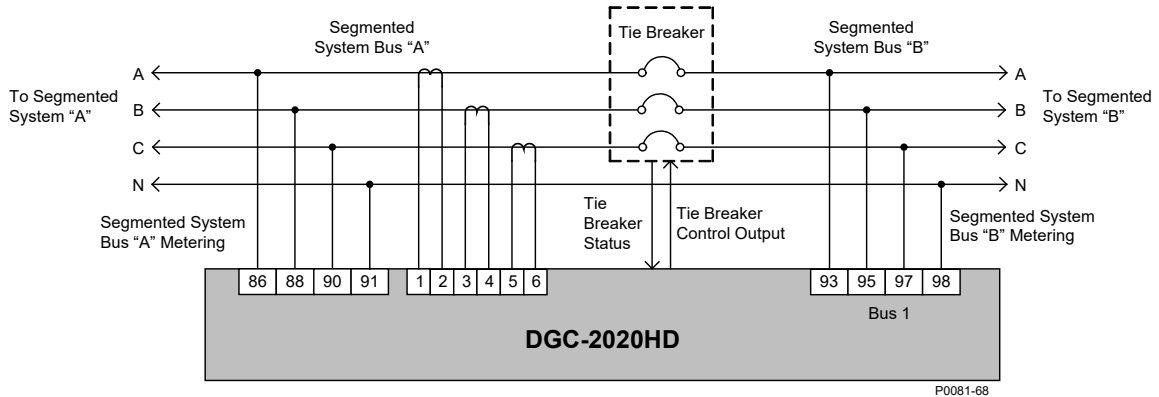 Segmented
System Bus “A”
Tie Breaker
Segmented
System Bus “B”
A
A
To Segmented
System “A”
B
B
To Segmented
System “B”
C
C
N
N
Segmented System
Bus “A” Metering
Tie
Breaker
Status
Tie Breaker
Control Output
Segmented System
Bus “B” Metering
86 88 90 91 1 2 3 4 5 6 93 95 97 98
Bus 1
DGC-2020HD
P0081-68